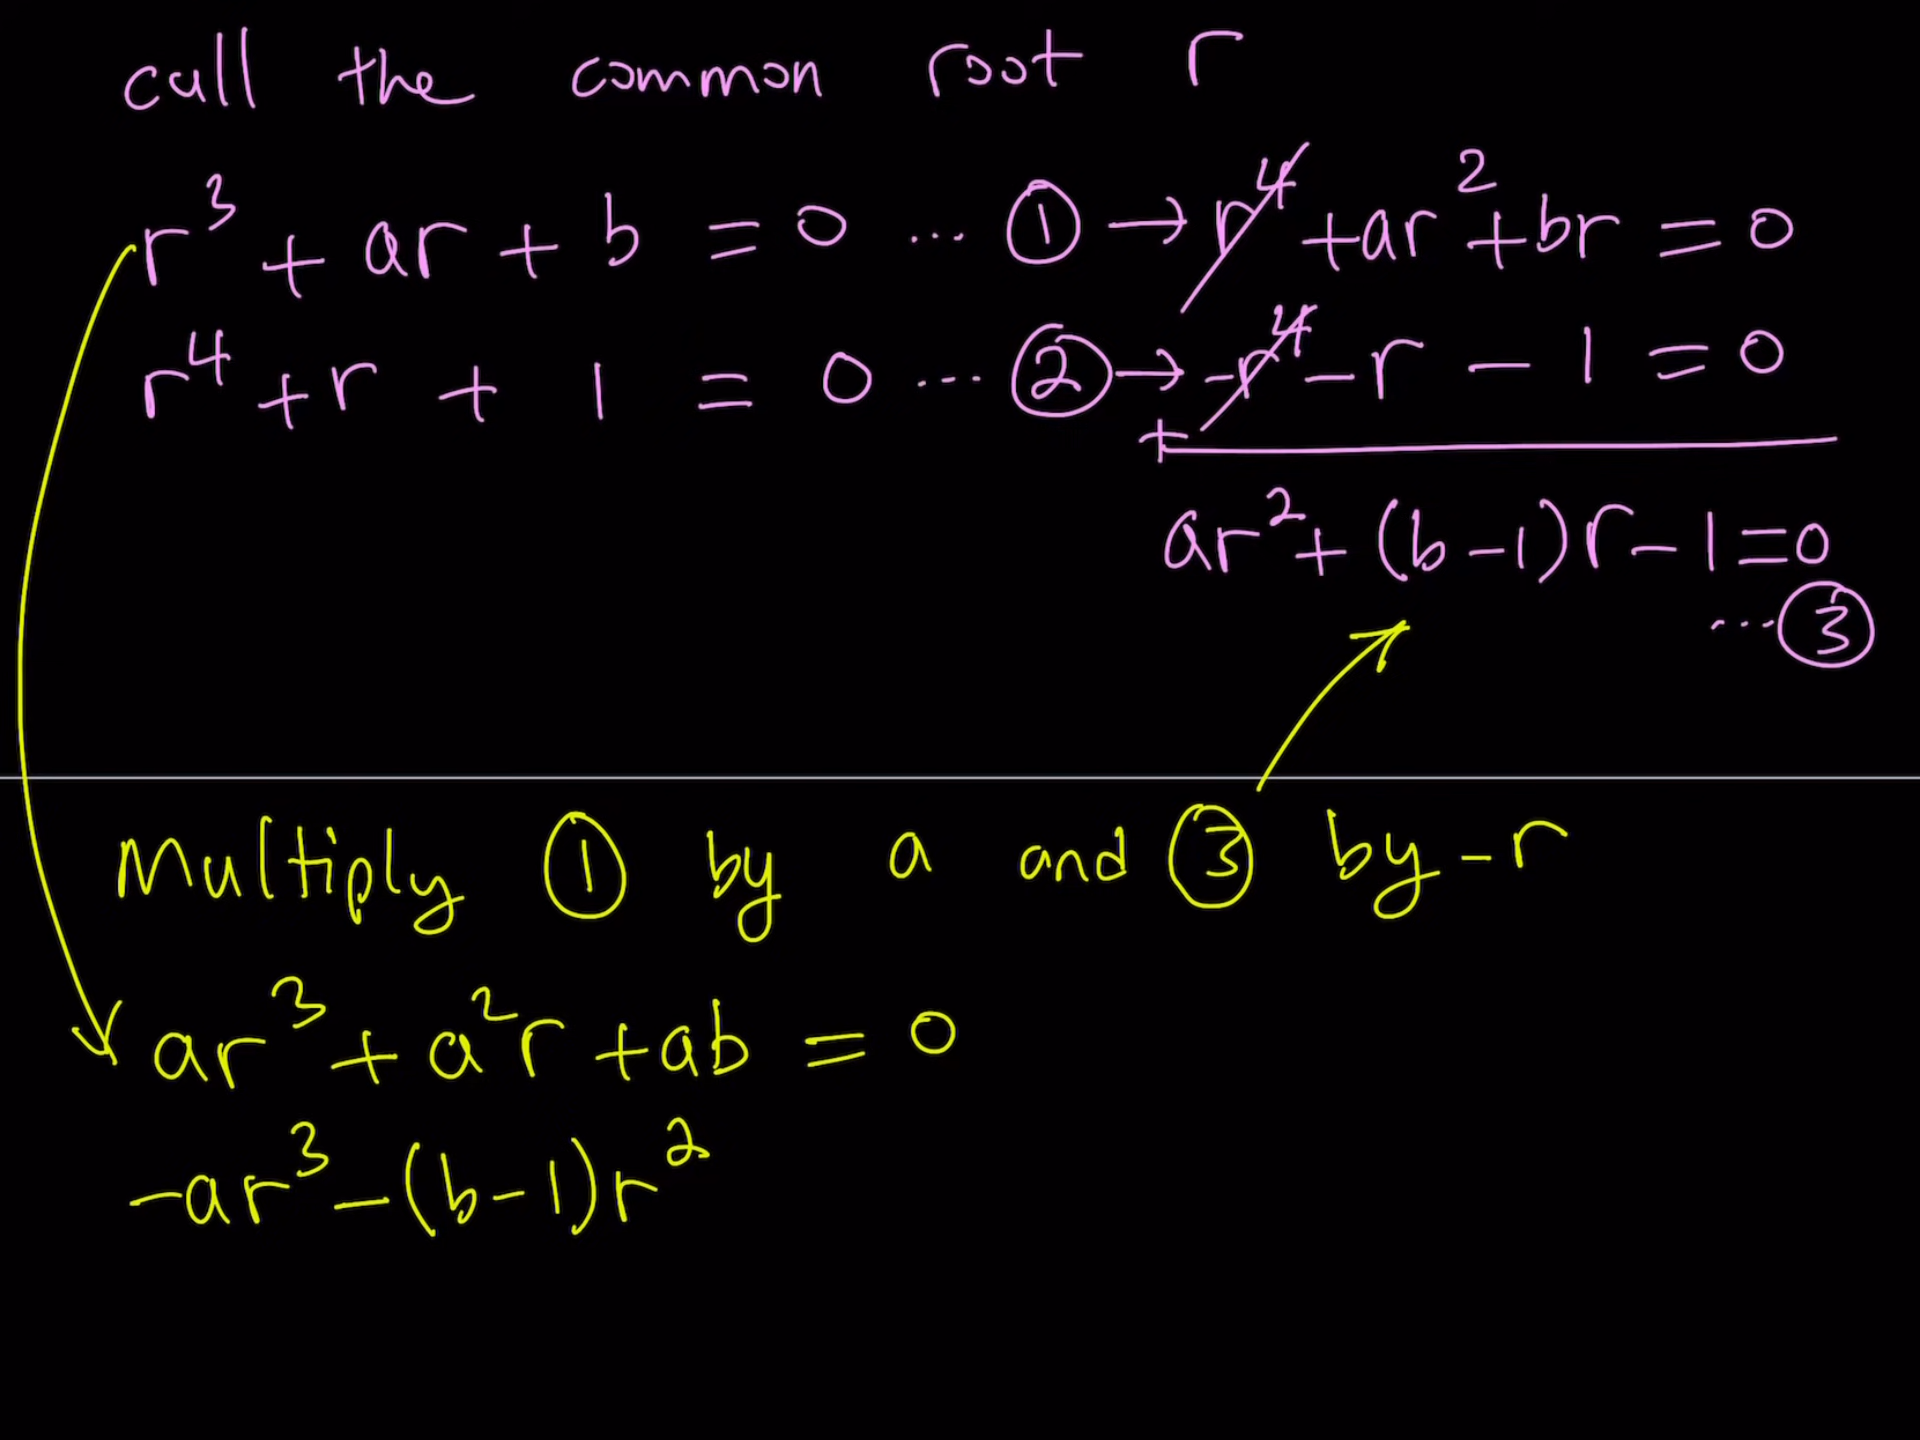 call the common root r
r³ + ar + b = 0 ... ① → r⁴ + ar² + br = 0
r⁴ + r + 1 = 0 ... ② → -r⁴ - r - 1 = 0
+
ar² + (b-1)r - 1 = 0
... ③
Multiply ① by a and ③ by -r
ar³ + a²r + ab = 0
-ar³ - (b-1)r²